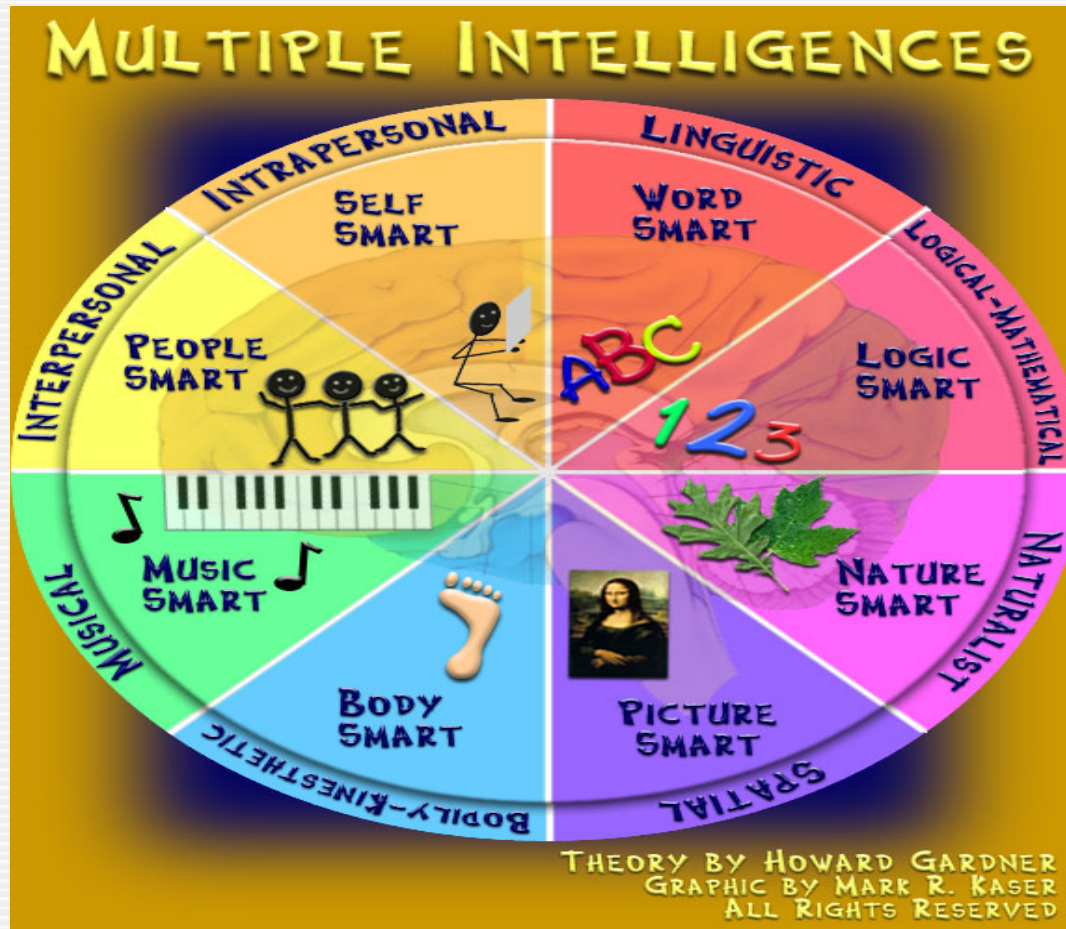 MULTIPLE INTELLIGENCES
INTRAPERSONAL
SELF
SMART
LINGUISTIC
WORD
SMART
LOGICAL-MATHEMATICAL
LOGIC
SMART
INTERPERSONAL
PEOPLE
SMART
ABC
123
MUSICAL
MUSIC
SMART
NATURALIST
NATURE
SMART
BODILY-KINESTHETIC
BODY
SMART
SPATIAL
PICTURE
SMART
THEORY BY HOWARD GARDNER
GRAPHIC BY MARK R. KASER
ALL RIGHTS RESERVED